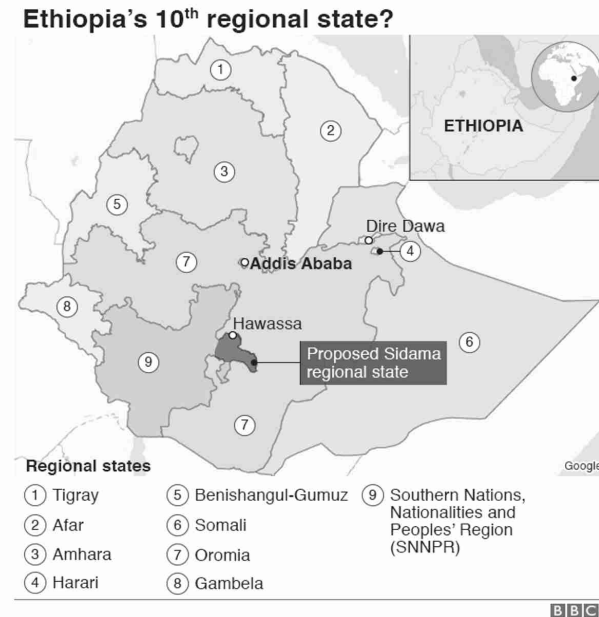 Ethiopia's 10th regional state?
1
2
ETHIOPIA
3
5
Dire Dawa
4
7
Addis Ababa
8
Hawassa
6
Proposed Sidama
regional state
9
7
Google
Regional states
1 Tigray
2 Afar
3 Amhara
4 Harari
5 Benishangul-Gumuz
6 Somali
7 Oromia
8 Gambela
9 Southern Nations,
Nationalities and
Peoples' Region
(SNNPR)
BBC